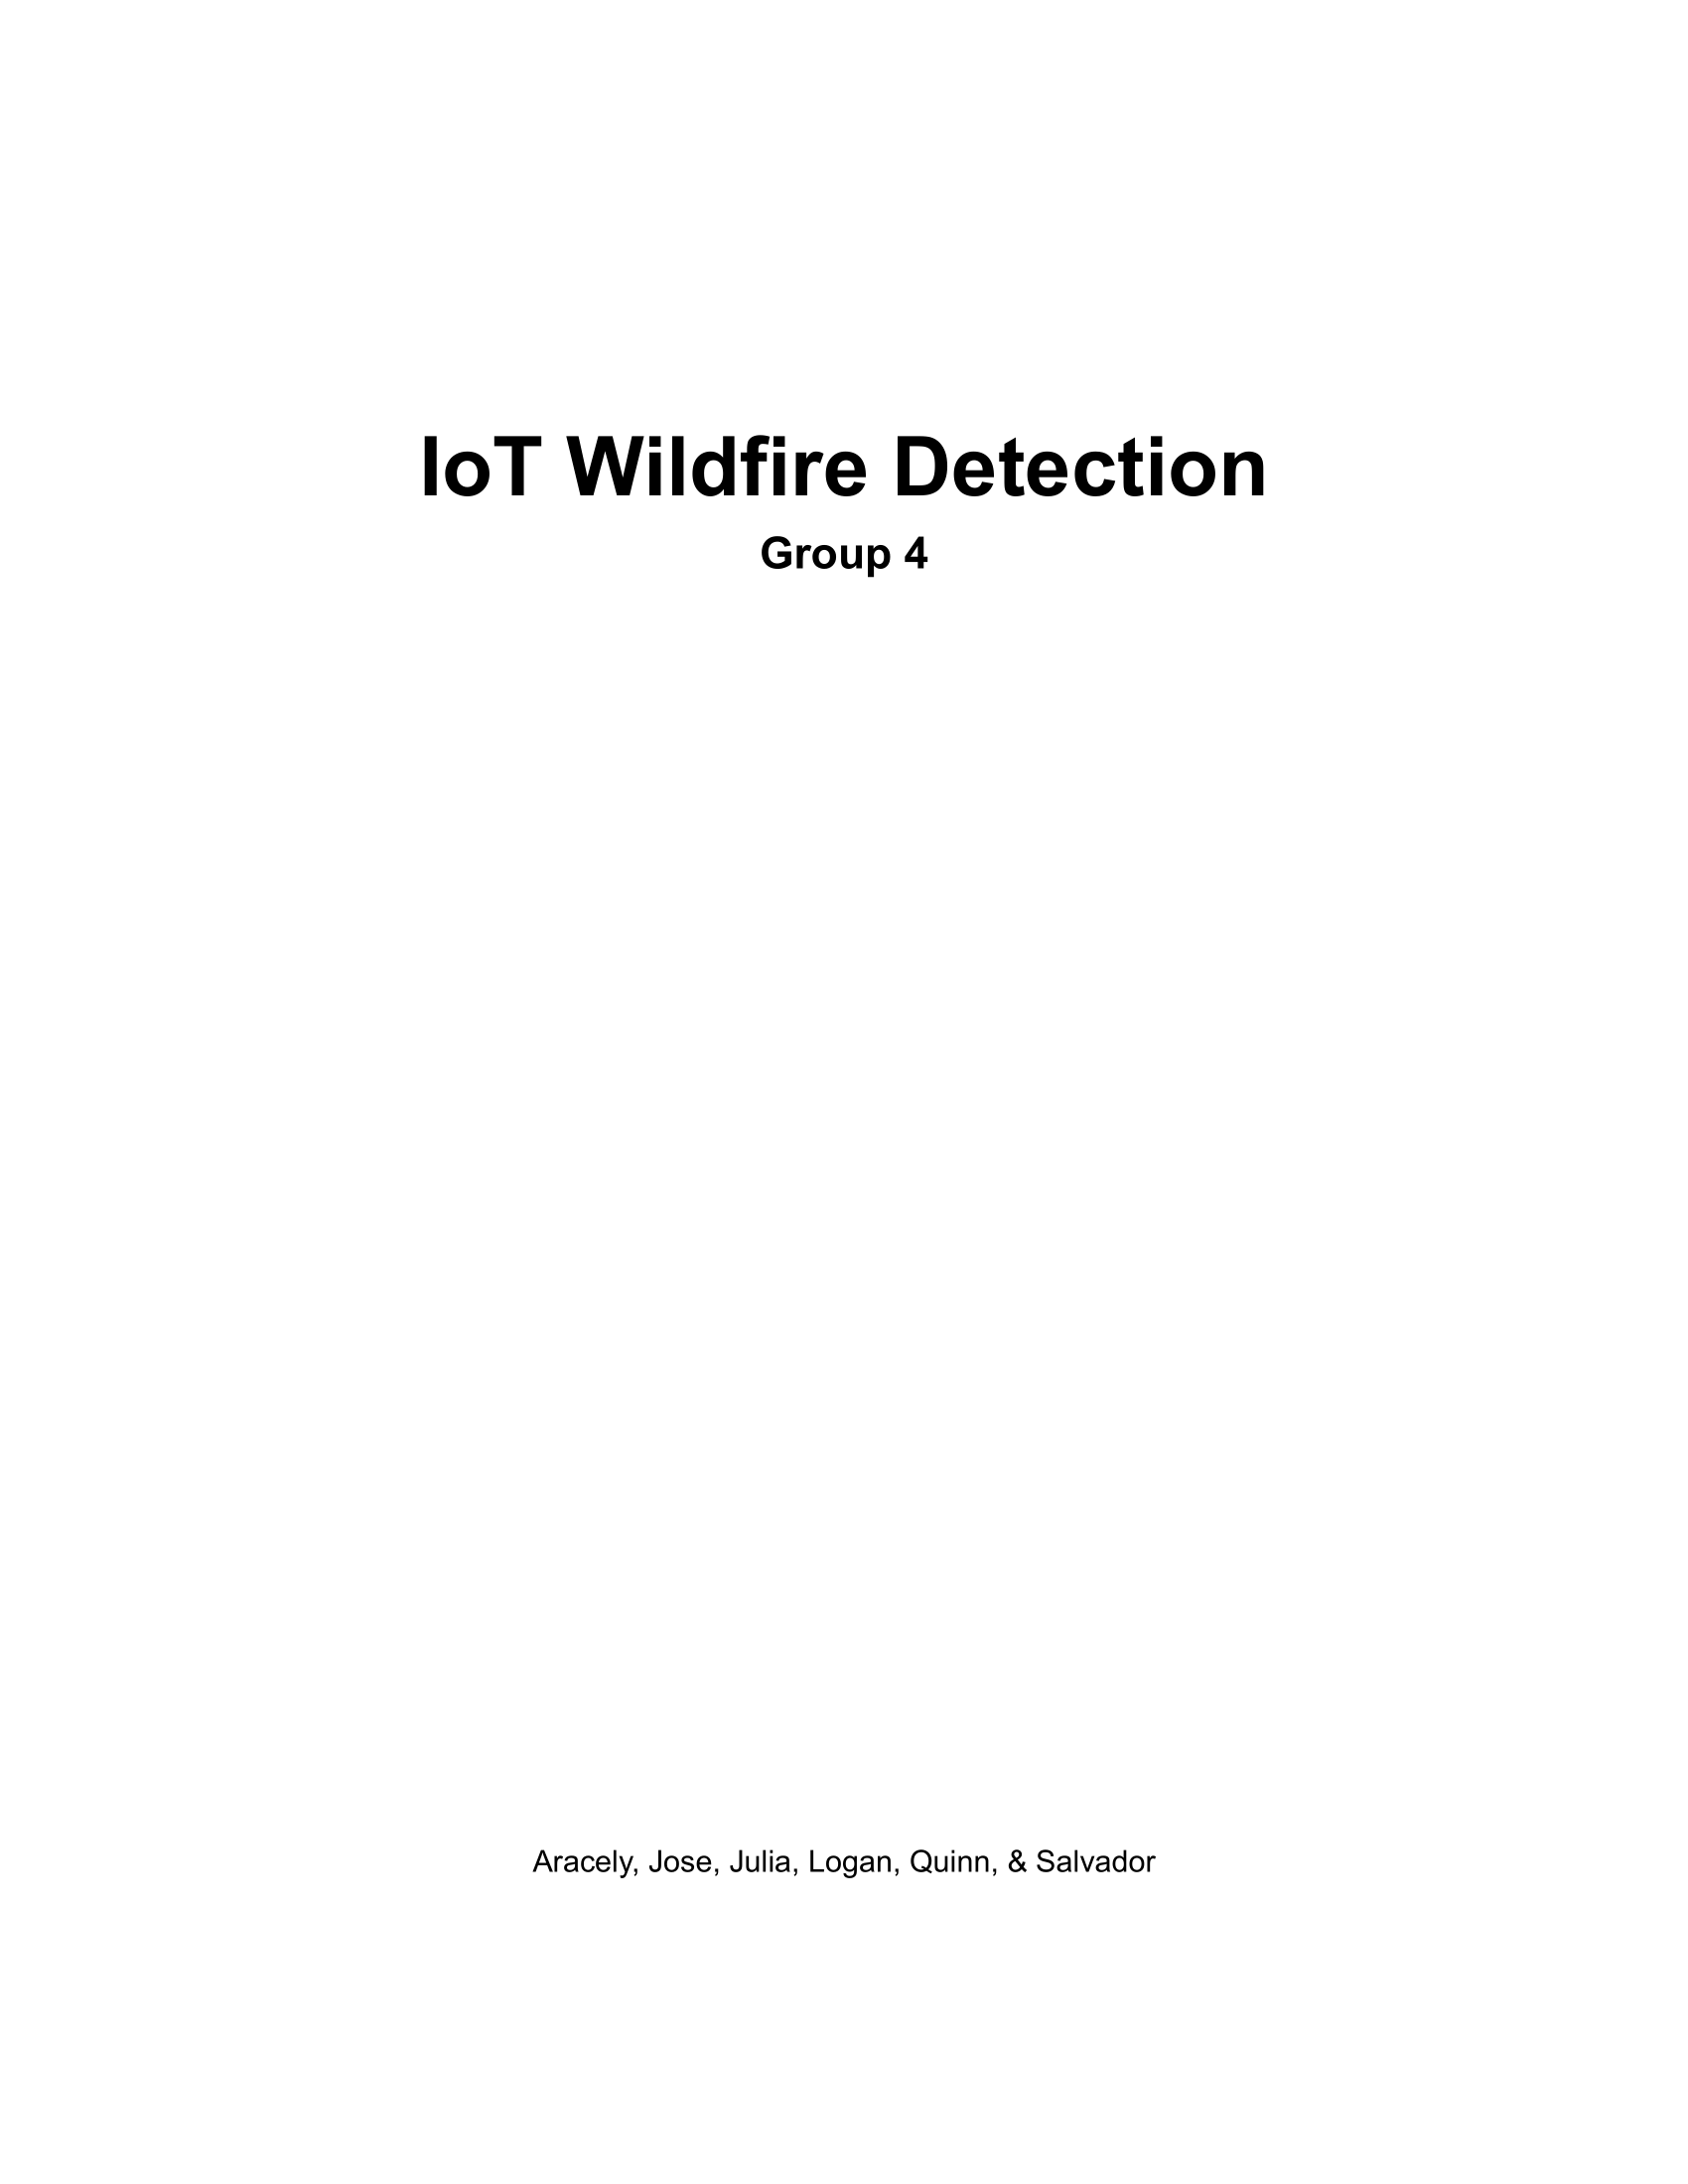 IoT Wildfire Detection
Group 4
Aracely, Jose, Julia, Logan, Quinn, & Salvador